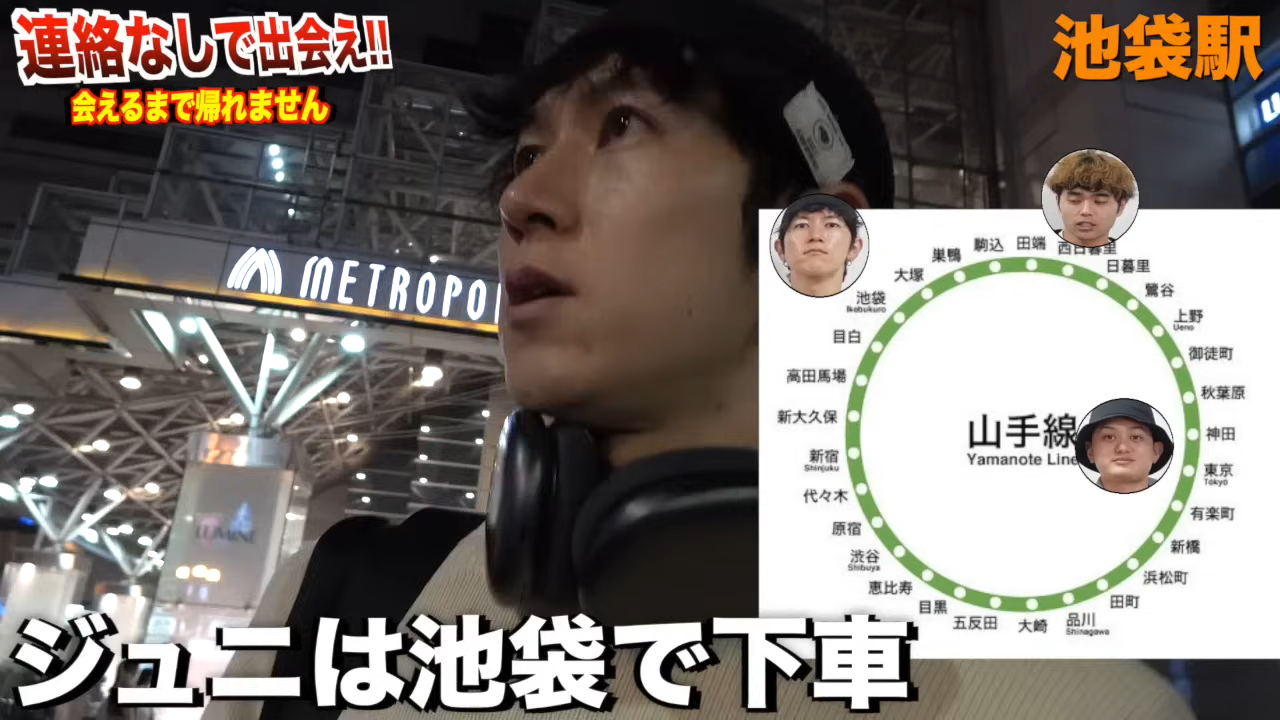 連絡なしで出会え!!
会えるまで帰れません
池袋駅
METROPO
LUMINE
駒込
田端
西日暮里
巣鴨
日暮里
大塚
鶯谷
池袋
Ikebukuro
上野
Ueno
目白
御徒町
高田馬場
秋葉原
新大久保
神田
山手線
Yamanote Line
新宿
Shinjuku
東京
Tokyo
代々木
有楽町
原宿
新橋
渋谷
Shibuya
浜松町
恵比寿
田町
目黒
品川
Shinagawa
五反田
大崎
ジュニは池袋で下車